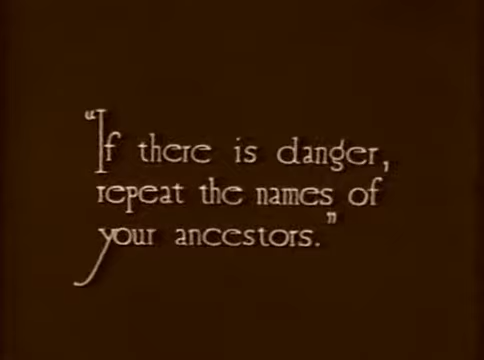 "If there is danger,
repeat the names of
your ancestors."